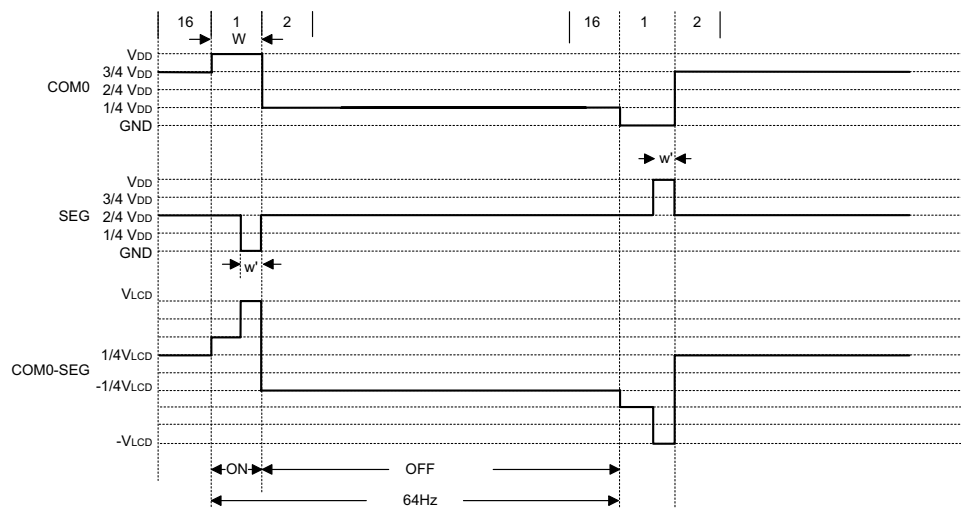 16 1 2 16 1 2
W
COM0
VDD
3/4 VDD
2/4 VDD
1/4 VDD
GND
w'
SEG
VDD
3/4 VDD
2/4 VDD
1/4 VDD
GND
w'
COM0-SEG
VLCD
1/4VLCD
-1/4VLCD
-VLCD
ON OFF
64Hz